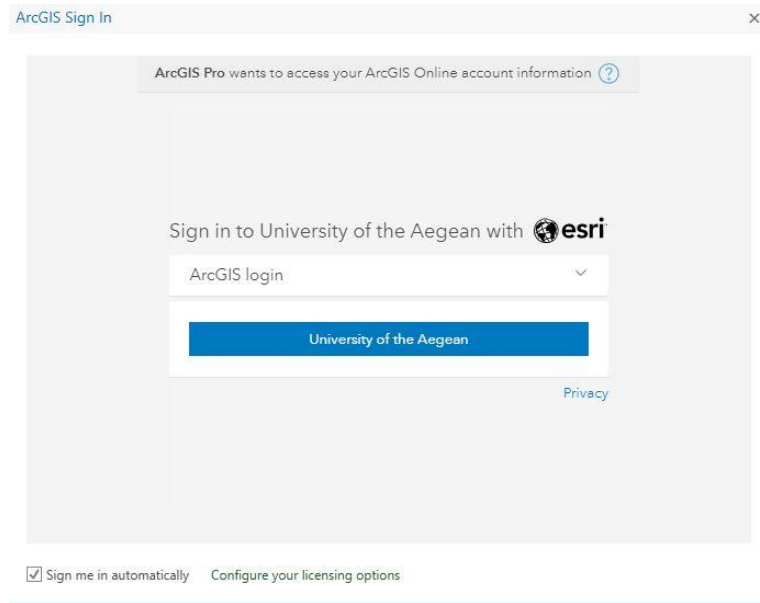 ArcGIS Sign In
ArcGIS Pro wants to access your ArcGIS Online account information ?
Sign in to University of the Aegean with esri
ArcGIS login
University of the Aegean
Privacy
Sign me in automatically Configure your licensing options